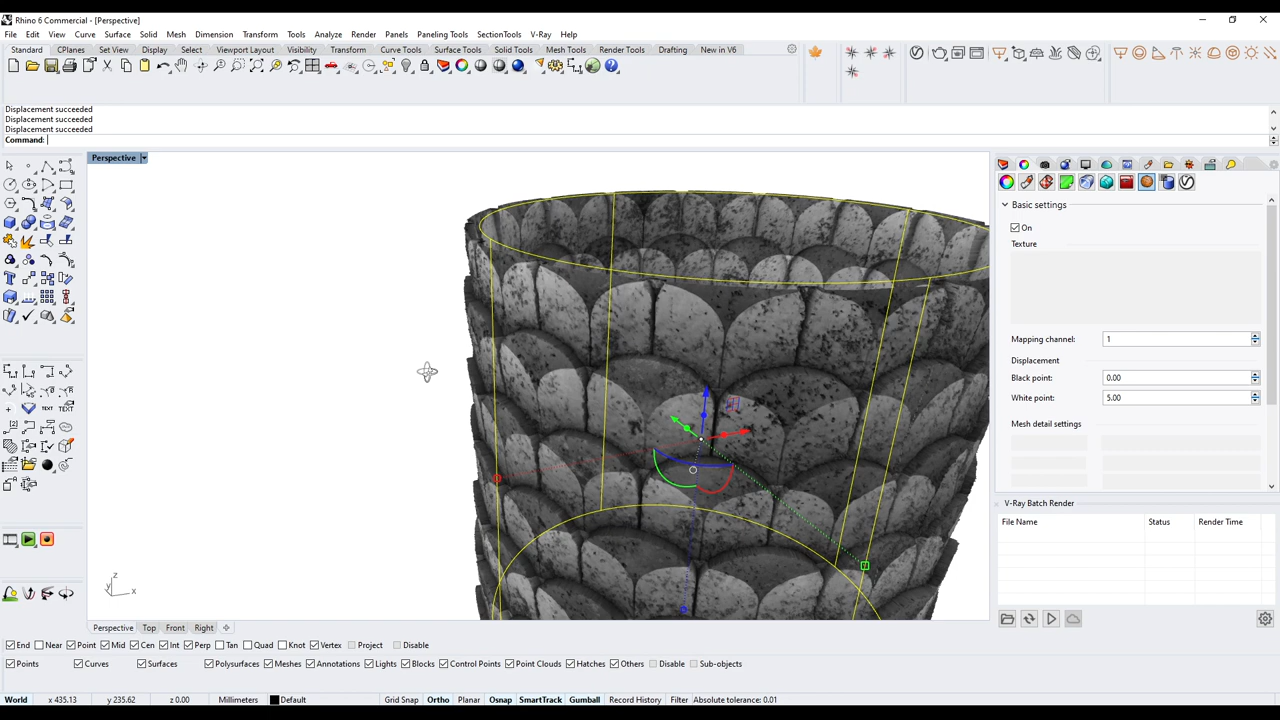 Rhino 6 Commercial - [Perspective]
File Edit View Curve Surface Solid Mesh Dimension Transform Tools Analyze Render Panels Paneling Tools SectionTools V-Ray Help
Standard CPlanes Set View Display Select Viewport Layout Visibility Transform Curve Tools Surface Tools Solid Tools Mesh Tools Render Tools Drafting New in V6
Displacement succeeded
Displacement succeeded
Displacement succeeded
Command:
Perspective
Basic settings
On
Texture
Mapping channel: 1
Displacement
Black point: 0.00
White point: 5.00
Mesh detail settings
V-Ray Batch Render
File Name Status Render Time
TEXT TEXT
z
y x
Perspective Top Front Right
End Near Point Mid Cen Int Perp Tan Quad Knot Vertex Project Disable
Points Curves Surfaces Polysurfaces Meshes Annotations Lights Blocks Control Points Point Clouds Hatches Others Disable Sub-objects
World x 435.13 y 235.62 z 0.00 Millimeters Default Grid Snap Ortho Planar Osnap SmartTrack Gumball Record History Filter Absolute tolerance: 0.01